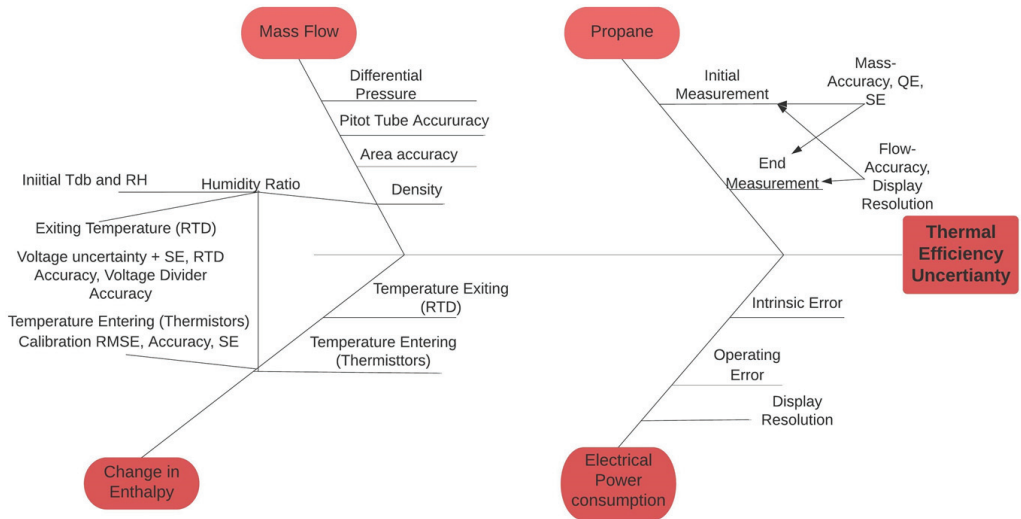 Mass Flow
Propane
Differential
Pressure
Pitot Tube Accururacy
Area accuracy
Density
Initial
Measurement
Mass-
Accuracy, QE,
SE
End
Measurement
Flow-
Accuracy,
Display
Resolution
Iniitial Tdb and RH
Humidity Ratio
Exiting Temperature (RTD)
Voltage uncertainty + SE, RTD
Accuracy, Voltage Divider
Accuracy
Temperature Entering (Thermistors)
Calibration RMSE, Accuracy, SE
Thermal
Efficiency
Uncertianty
Temperature Exiting
(RTD)
Temperature Entering
(Thermisttors)
Intrinsic Error
Operating
Error
Display
Resolution
Change in
Enthalpy
Electrical
Power
consumption